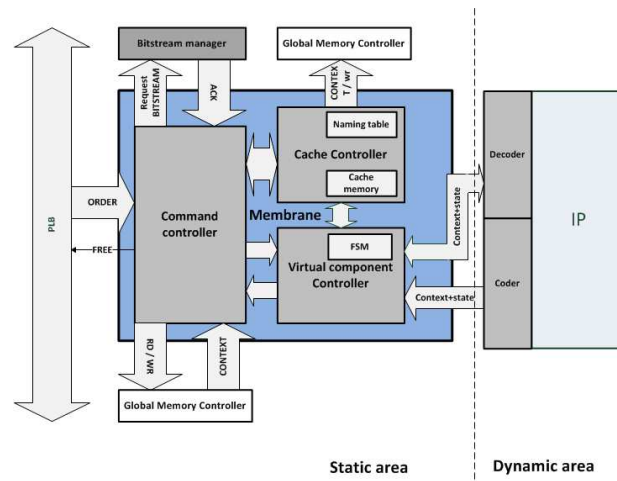 Bitstream manager
Global Memory Controller
Request
BITSTREAM
ACK
CONTEX
T / wr
Naming table
Cache Controller
Cache
memory
Decoder
PLB
ORDER
Command
controller
Membrane
Context+state
IP
FREE
FSM
Virtual component
Controller
Context+state
Coder
RD / WR
CONTEXT
Global Memory Controller
Static area
Dynamic area